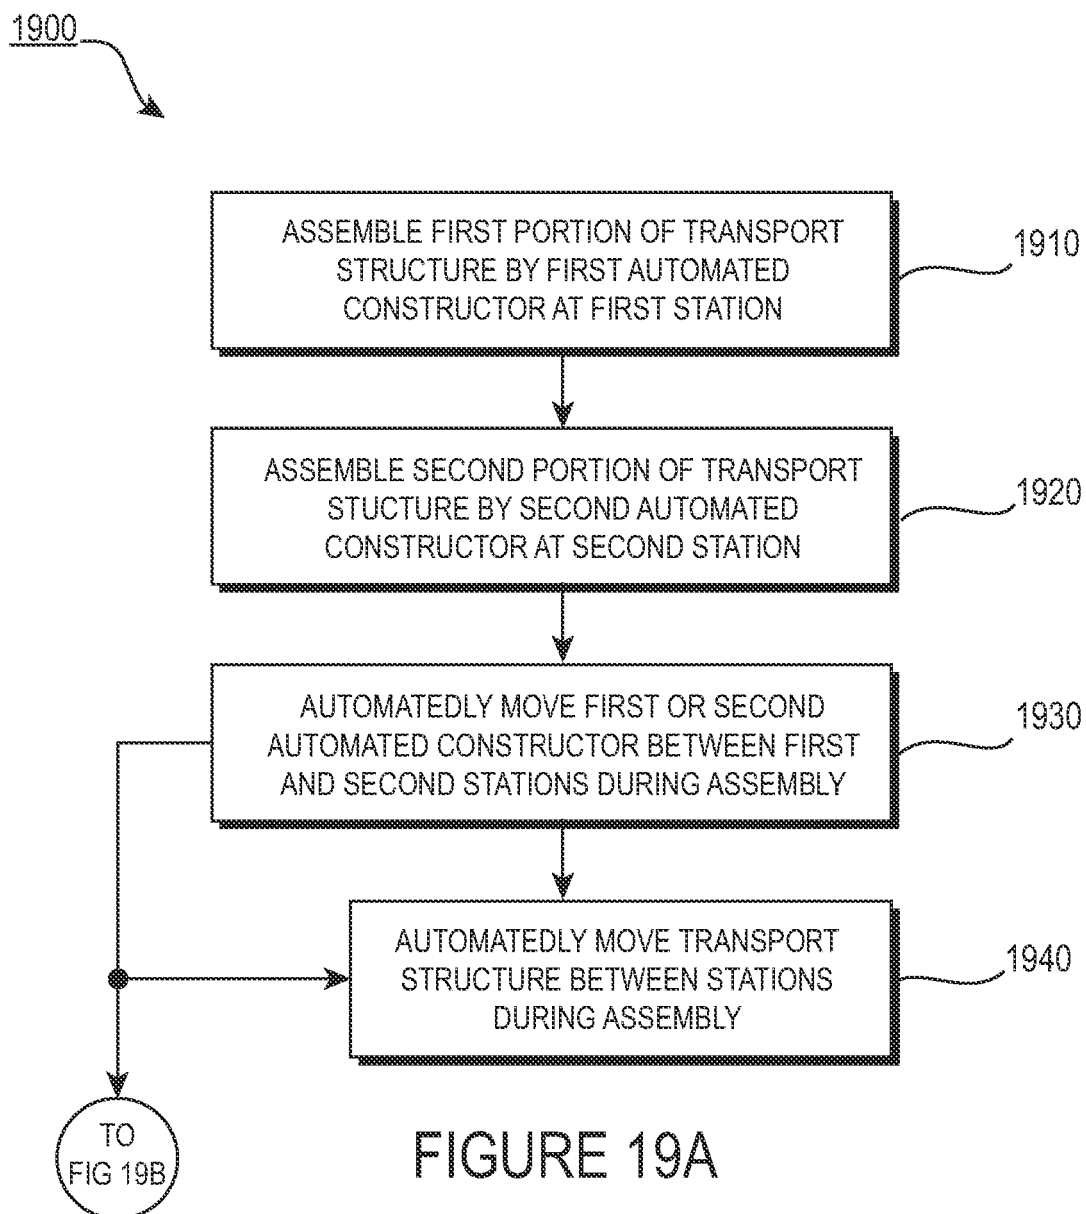 1900
ASSEMBLE FIRST PORTION OF TRANSPORT
STRUCTURE BY FIRST AUTOMATED
CONSTRUCTOR AT FIRST STATION
1910
ASSEMBLE SECOND PORTION OF TRANSPORT
STUCTURE BY SECOND AUTOMATED
CONSTRUCTOR AT SECOND STATION
1920
AUTOMATEDLY MOVE FIRST OR SECOND
AUTOMATED CONSTRUCTOR BETWEEN FIRST
AND SECOND STATIONS DURING ASSEMBLY
1930
AUTOMATEDLY MOVE TRANSPORT
STRUCTURE BETWEEN STATIONS
DURING ASSEMBLY
1940
TO
FIG 19B
FIGURE 19A